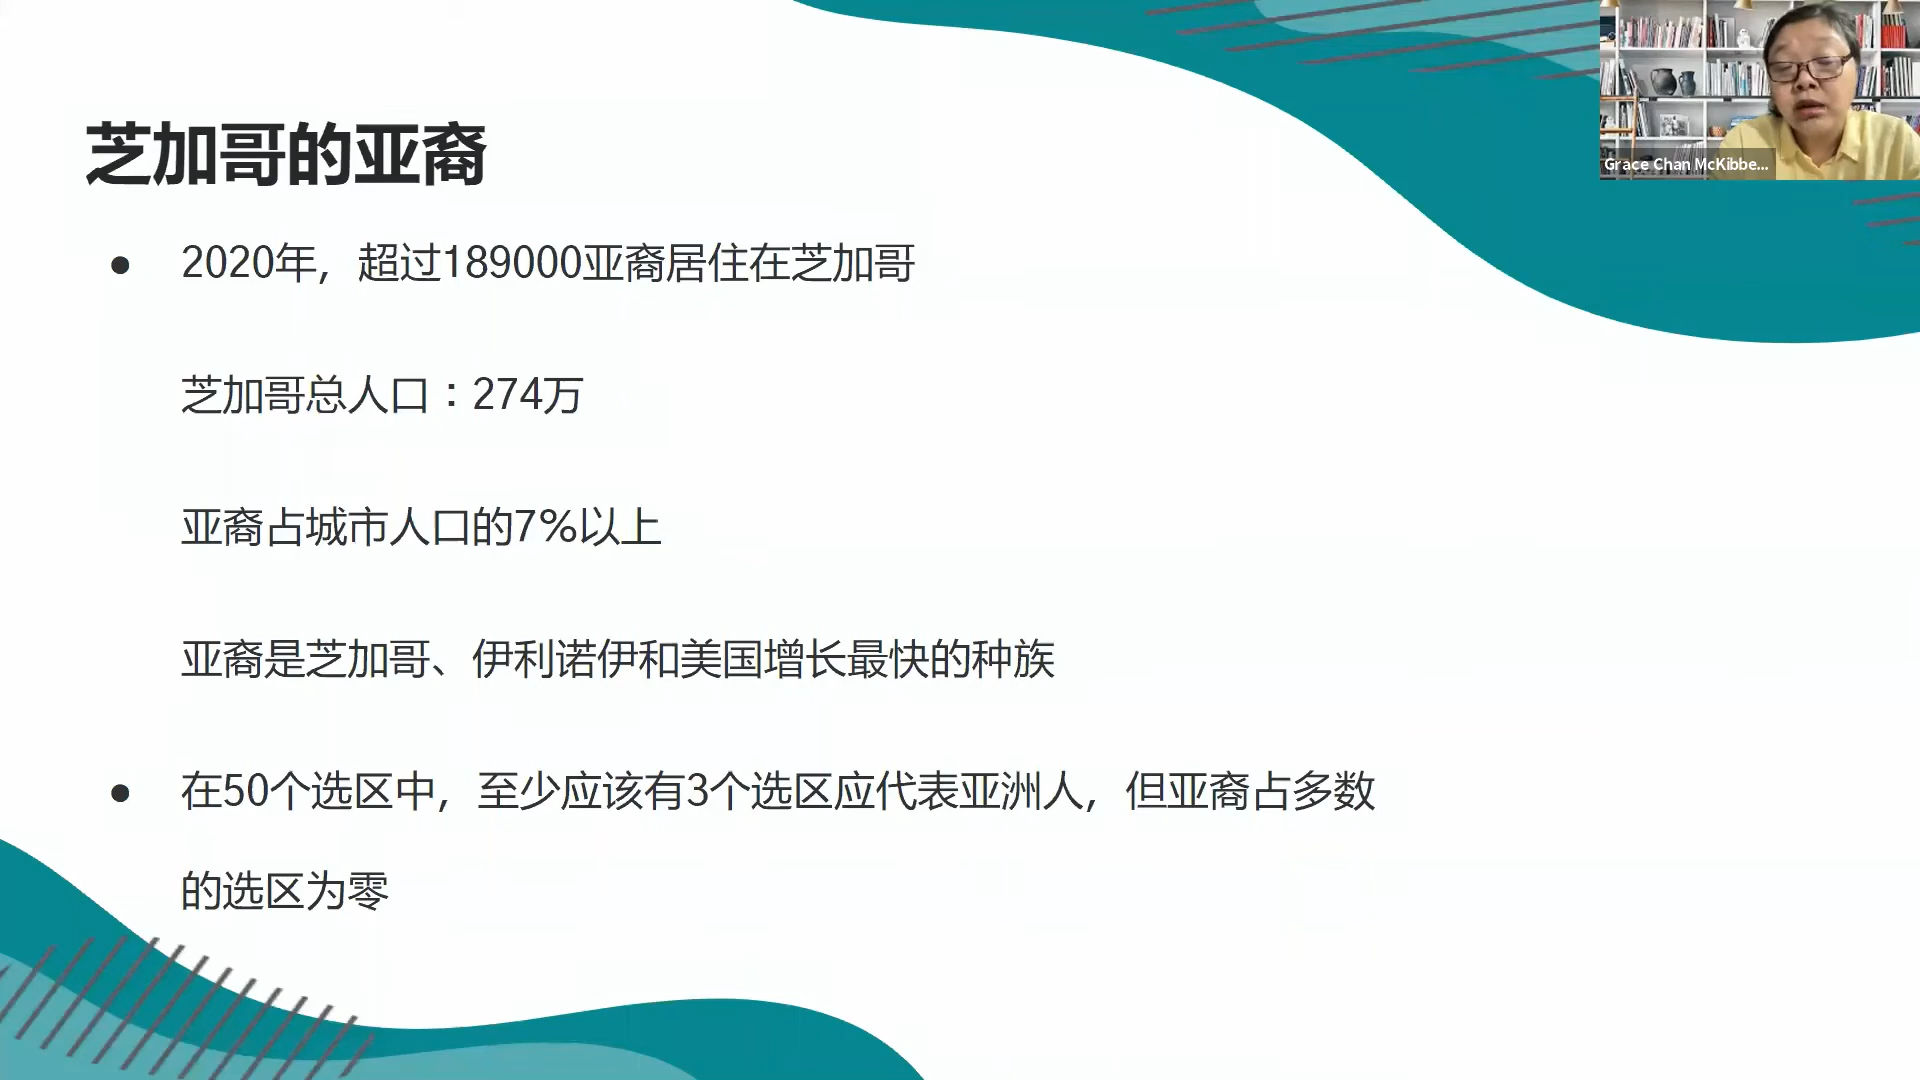 芝加哥的亚裔
● 2020年，超过189000亚裔居住在芝加哥
芝加哥总人口：274万
亚裔占城市人口的7%以上
亚裔是芝加哥、伊利诺伊和美国增长最快的种族
● 在50个选区中，至少应该有3个选区应代表亚洲人，但亚裔占多数
的选区为零
Grace Chan McKibbe...